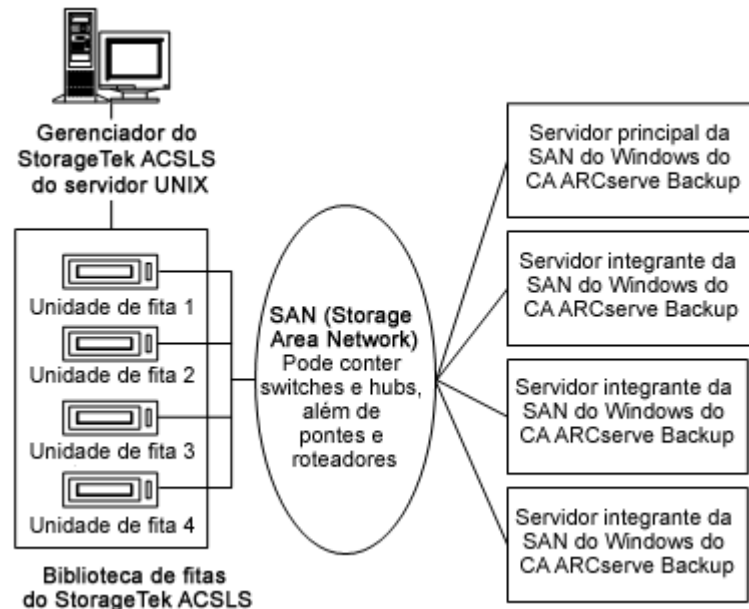 Gerenciador do
StorageTek ACSLS
do servidor UNIX
Unidade de fita 1
Unidade de fita 2
Unidade de fita 3
Unidade de fita 4
Biblioteca de fitas
do StorageTek ACSLS
SAN (Storage
Area Network)
Pode conter
switches e hubs,
além de
pontes e
roteadores
Servidor principal da
SAN do Windows do
CA ARCserve Backup
Servidor integrante da
SAN do Windows do
CA ARCserve Backup
Servidor integrante da
SAN do Windows do
CA ARCserve Backup
Servidor integrante da
SAN do Windows do
CA ARCserve Backup